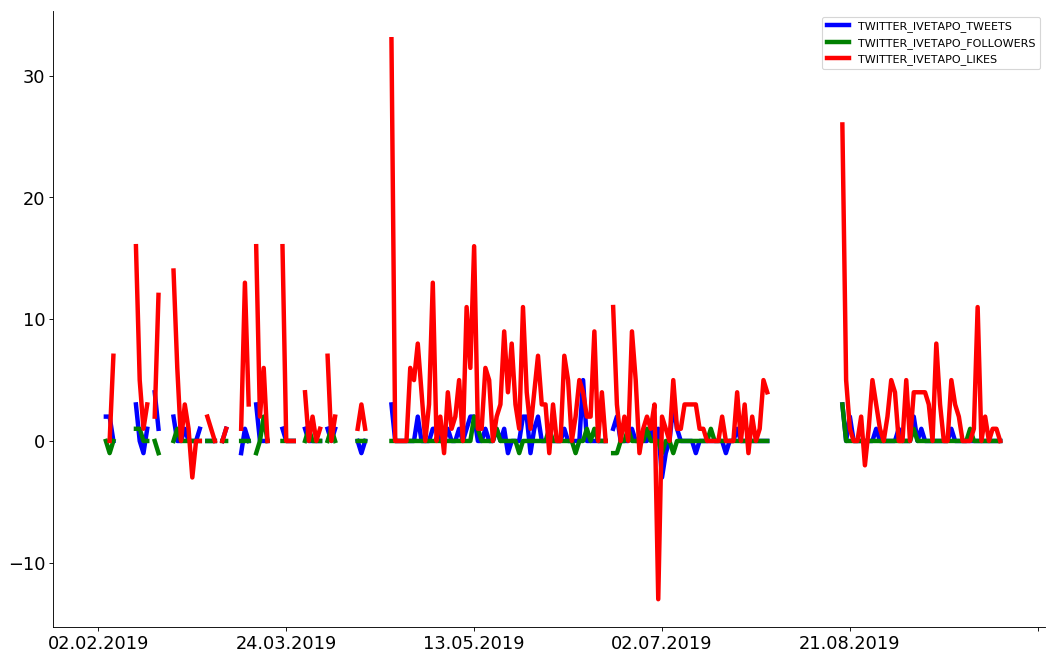 TWITTER_IVETAPO_TWEETS
TWITTER_IVETAPO_FOLLOWERS
TWITTER_IVETAPO_LIKES
30
20
10
0
−10
02.02.2019 24.03.2019 13.05.2019 02.07.2019 21.08.2019